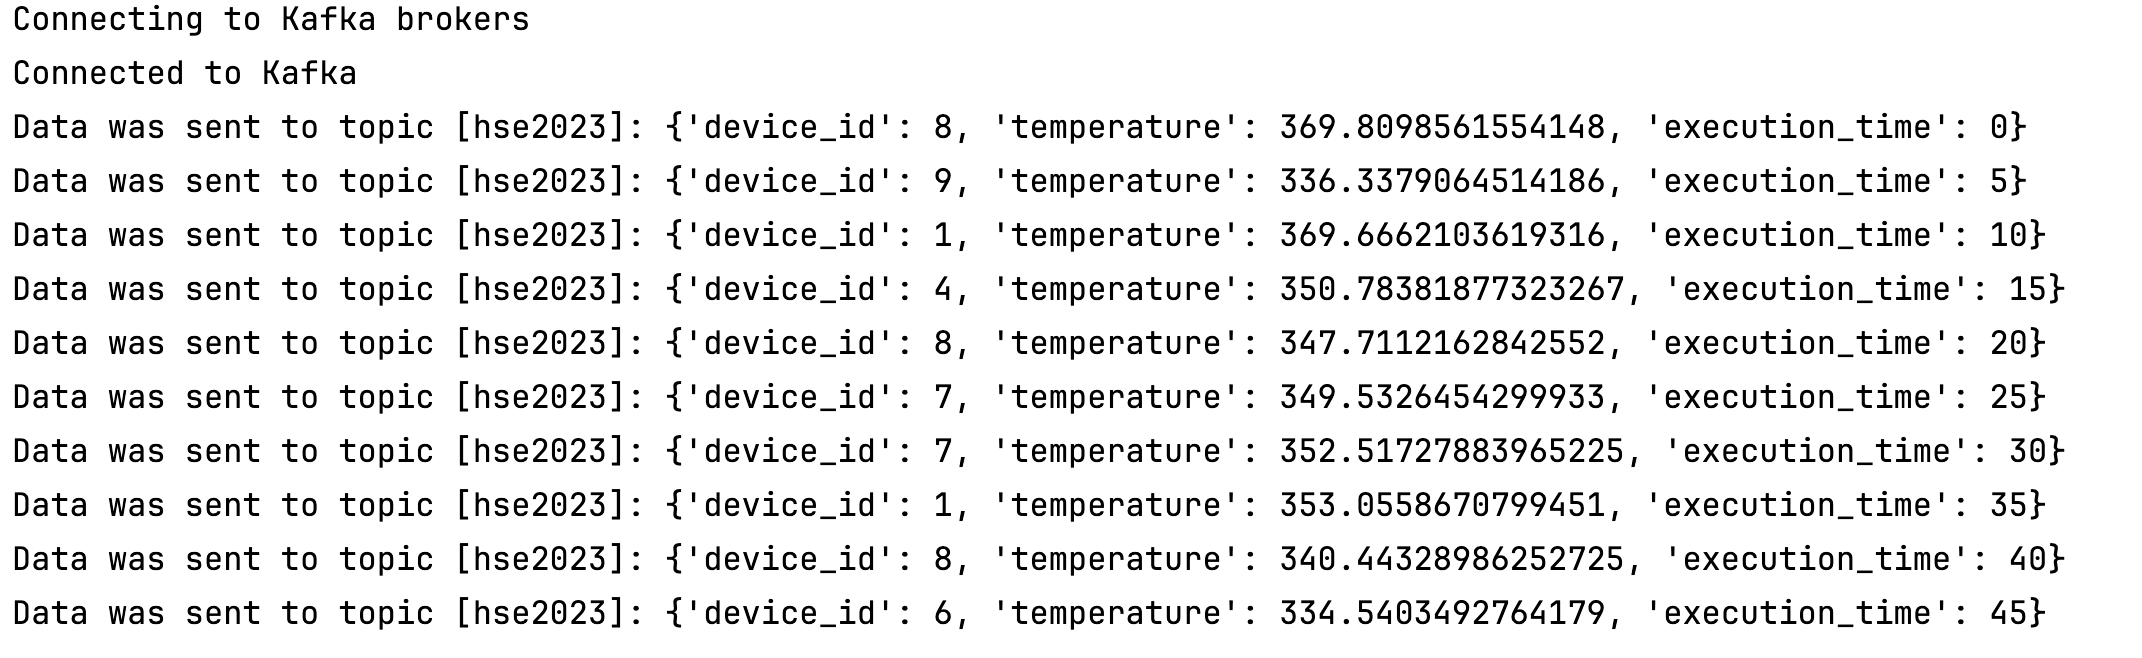 Connecting to Kafka brokers
Connected to Kafka
Data was sent to topic [hse2023]: {'device_id': 8, 'temperature': 369.8098561554148, 'execution_time': 0}
Data was sent to topic [hse2023]: {'device_id': 9, 'temperature': 336.3379064514186, 'execution_time': 5}
Data was sent to topic [hse2023]: {'device_id': 1, 'temperature': 369.6662103619316, 'execution_time': 10}
Data was sent to topic [hse2023]: {'device_id': 4, 'temperature': 350.78381877323267, 'execution_time': 15}
Data was sent to topic [hse2023]: {'device_id': 8, 'temperature': 347.7112162842552, 'execution_time': 20}
Data was sent to topic [hse2023]: {'device_id': 7, 'temperature': 349.5326454299933, 'execution_time': 25}
Data was sent to topic [hse2023]: {'device_id': 7, 'temperature': 352.51727883965225, 'execution_time': 30}
Data was sent to topic [hse2023]: {'device_id': 1, 'temperature': 353.0558670799451, 'execution_time': 35}
Data was sent to topic [hse2023]: {'device_id': 8, 'temperature': 340.44328986252725, 'execution_time': 40}
Data was sent to topic [hse2023]: {'device_id': 6, 'temperature': 334.5403492764179, 'execution_time': 45}